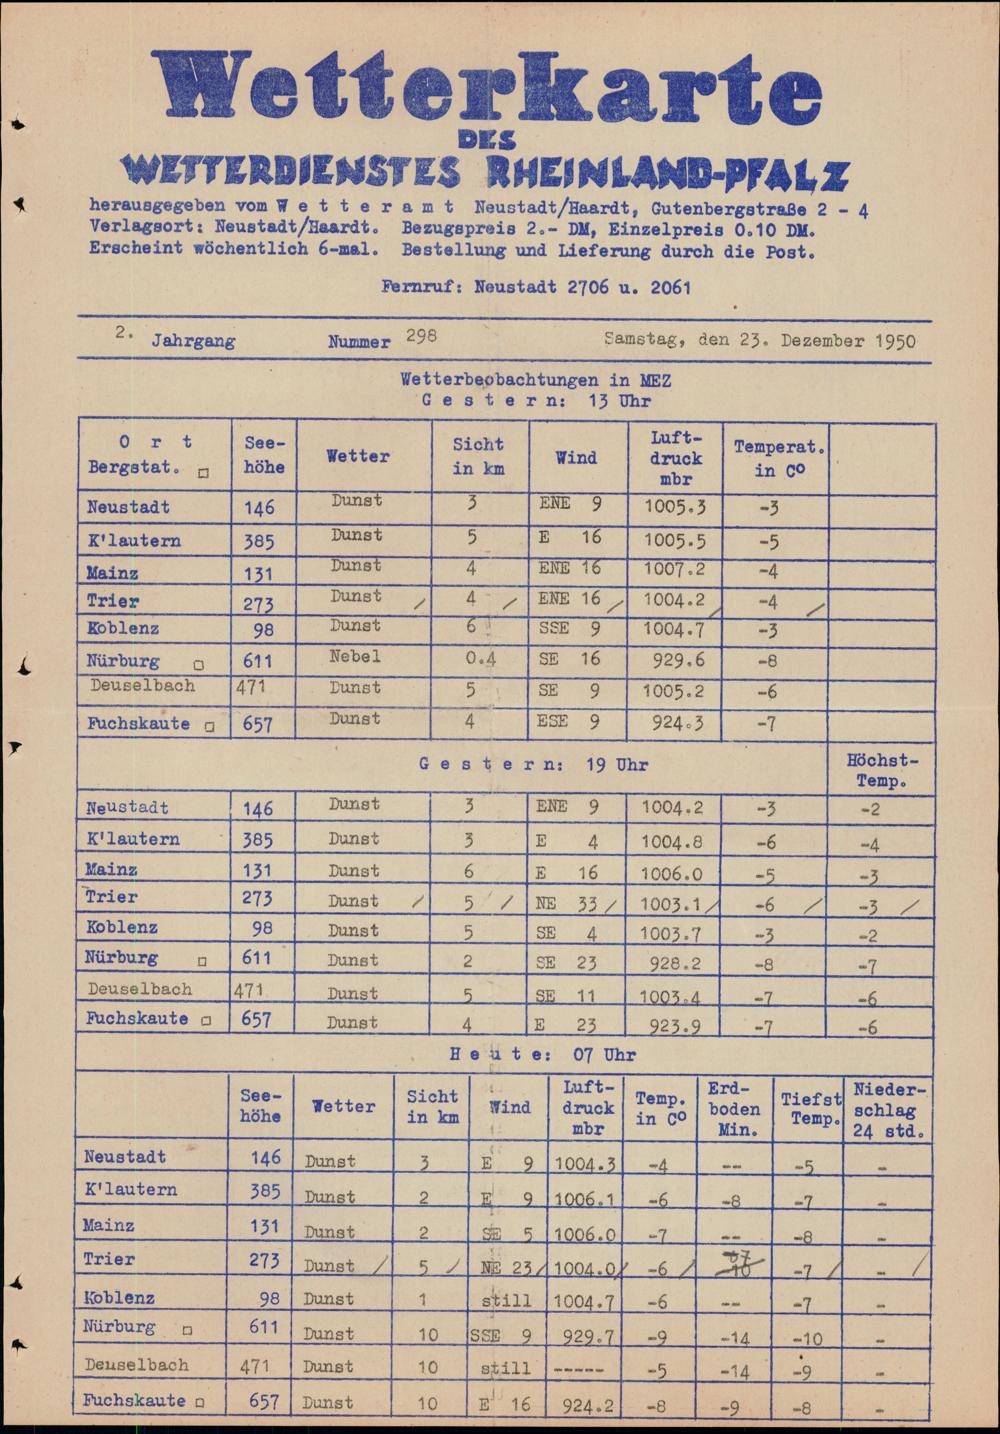 Wetterkarte
DES
WETTERDIENSTES RHEINLAND-PFALZ
herausgegeben vom W e t t e r a m t Neustadt/Haardt, Gutenbergstraße 2 - 4
Verlagsort: Neustadt/Haardt. Bezugspreis 2.- DM, Einzelpreis 0.10 DM.
Erscheint wöchentlich 6-mal. Bestellung und Lieferung durch die Post.
Fernruf: Neustadt 2706 u. 2061
2. Jahrgang Nummer 298 Samstag, den 23. Dezember 1950
Wetterbeobachtungen in MEZ
G e s t e r n: 13 Uhr
O r t See- Wetter Sicht Wind Luft- Temperat.
Bergstat. □ höhe in km druck in C°
mbr
Neustadt 146 Dunst 3 ENE 9 1005.3 -3
K'lautern 385 Dunst 5 E 16 1005.5 -5
Mainz 131 Dunst 4 ENE 16 1007.2 -4
Trier 273 Dunst / 4 / ENE 16 / 1004.2 / -4 /
Koblenz 98 Dunst 6 SSE 9 1004.7 -3
Nürburg □ 611 Nebel 0.4 SE 16 929.6 -8
Deuselbach 471 Dunst 5 SE 9 1005.2 -6
Fuchskaute □ 657 Dunst 4 ESE 9 924.3 -7
G e s t e r n: 19 Uhr Höchst-
Temp.
Neustadt 146 Dunst 3 ENE 9 1004.2 -3 -2
K'lautern 385 Dunst 3 E 4 1004.8 -6 -4
Mainz 131 Dunst 6 E 16 1006.0 -5 -3
Trier 273 Dunst / 5 / NE 33 / 1003.1 / -6 / -3 /
Koblenz 98 Dunst 5 SE 4 1003.7 -3 -2
Nürburg □ 611 Dunst 2 SE 23 928.2 -8 -7
Deuselbach 471 Dunst 5 SE 11 1003.4 -7 -6
Fuchskaute □ 657 Dunst 4 E 23 923.9 -7 -6
H e u t e: 07 Uhr
See- Wetter Sicht Wind Luft- Temp. Erd- Tiefst Nieder-
höhe in km druck in C° boden Temp. schlag
mbr Min. 24 std.
Neustadt 146 Dunst 3 E 9 1004.3 -4 -- -5 -
K'lautern 385 Dunst 2 E 9 1006.1 -6 -8 -7 -
Mainz 131 Dunst 2 SE 5 1006.0 -7 -- -8 -
Trier 273 Dunst / 5 / NE 23 / 1004.0 / -6 / -10 -7 / - /
Koblenz 98 Dunst 1 still 1004.7 -6 -- -7 -
Nürburg □ 611 Dunst 10 SSE 9 929.7 -9 -14 -10 -
Deuselbach 471 Dunst 10 still ----- -5 -14 -9 -
Fuchskaute □ 657 Dunst 10 E 16 924.2 -8 -9 -8 -